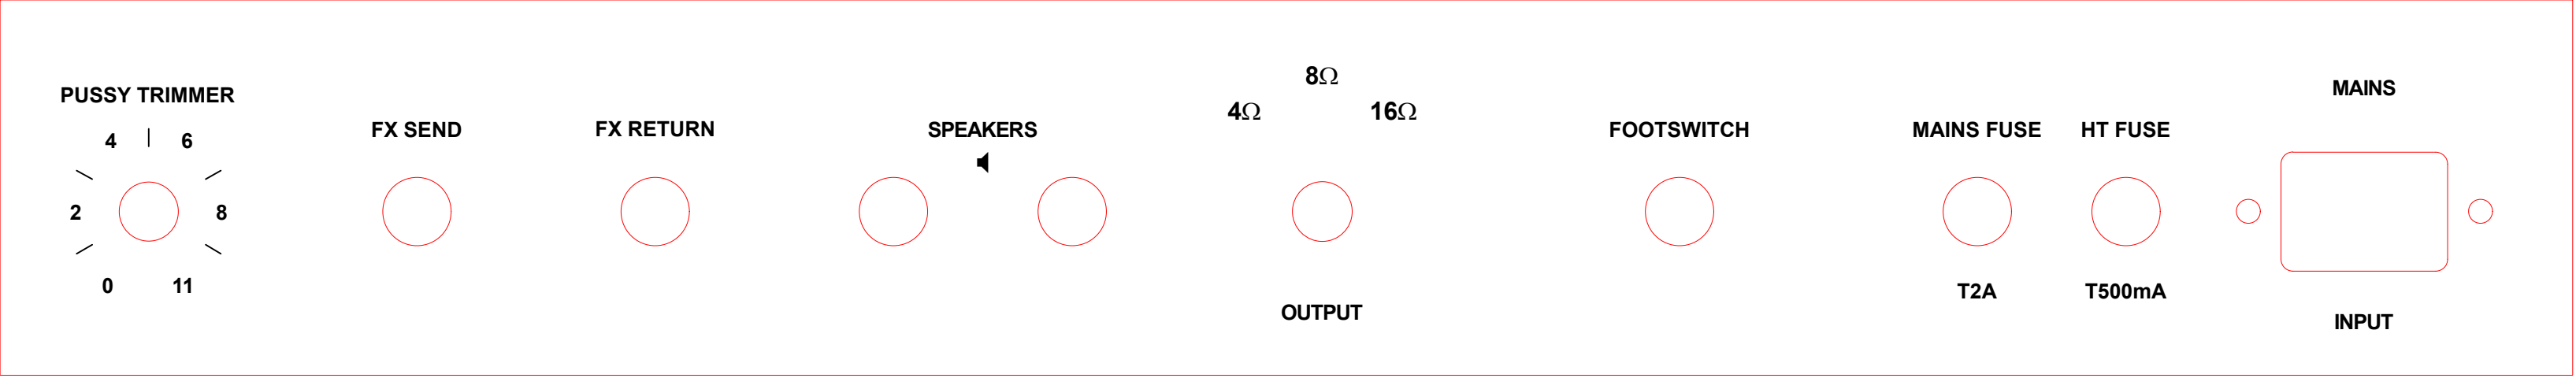 PUSSY TRIMMER
4 6
2 8
0 11
FX SEND
FX RETURN
SPEAKERS
4Ω 8Ω 16Ω
OUTPUT
FOOTSWITCH
MAINS FUSE
T2A
HT FUSE
T500mA
MAINS
INPUT